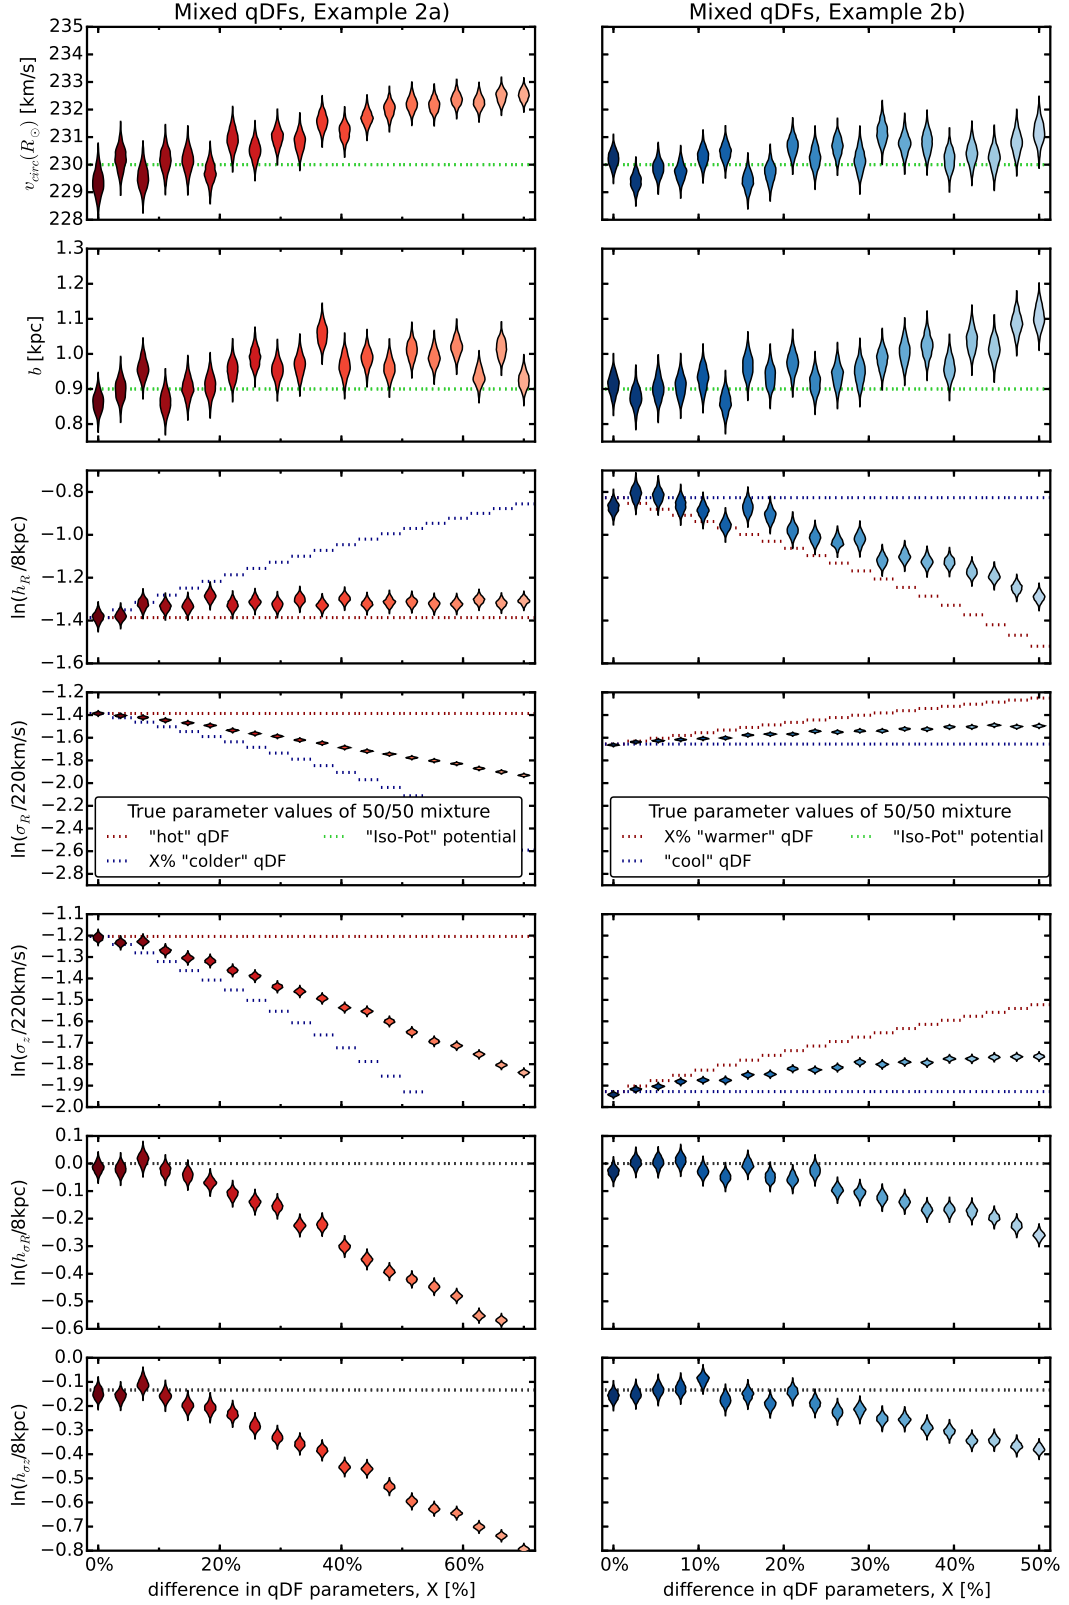 Mixed qDFs, Example 2a)
Mixed qDFs, Example 2b)
235
234
233
232
231
230
229
228
v_circ(R_⊙) [km/s]
1.3
1.2
1.1
1.0
0.9
0.8
b [kpc]
−0.8
−1.0
−1.2
−1.4
−1.6
ln(h_R/8kpc)
−1.2
−1.4
−1.6
−1.8
−2.0
−2.2
−2.4
−2.6
−2.8
ln(σ_R/220km/s)
True parameter values of 50/50 mixture
"hot" qDF
"Iso-Pot" potential
X% "colder" qDF
True parameter values of 50/50 mixture
X% "warmer" qDF
"Iso-Pot" potential
"cool" qDF
−1.1
−1.2
−1.3
−1.4
−1.5
−1.6
−1.7
−1.8
−1.9
−2.0
ln(σ_z/220km/s)
0.1
0.0
−0.1
−0.2
−0.3
−0.4
−0.5
−0.6
ln(h_σR/8kpc)
0.0
−0.1
−0.2
−0.3
−0.4
−0.5
−0.6
−0.7
−0.8
ln(h_σz/8kpc)
0% 20% 40% 60%
difference in qDF parameters, X [%]
0% 10% 20% 30% 40% 50%
difference in qDF parameters, X [%]